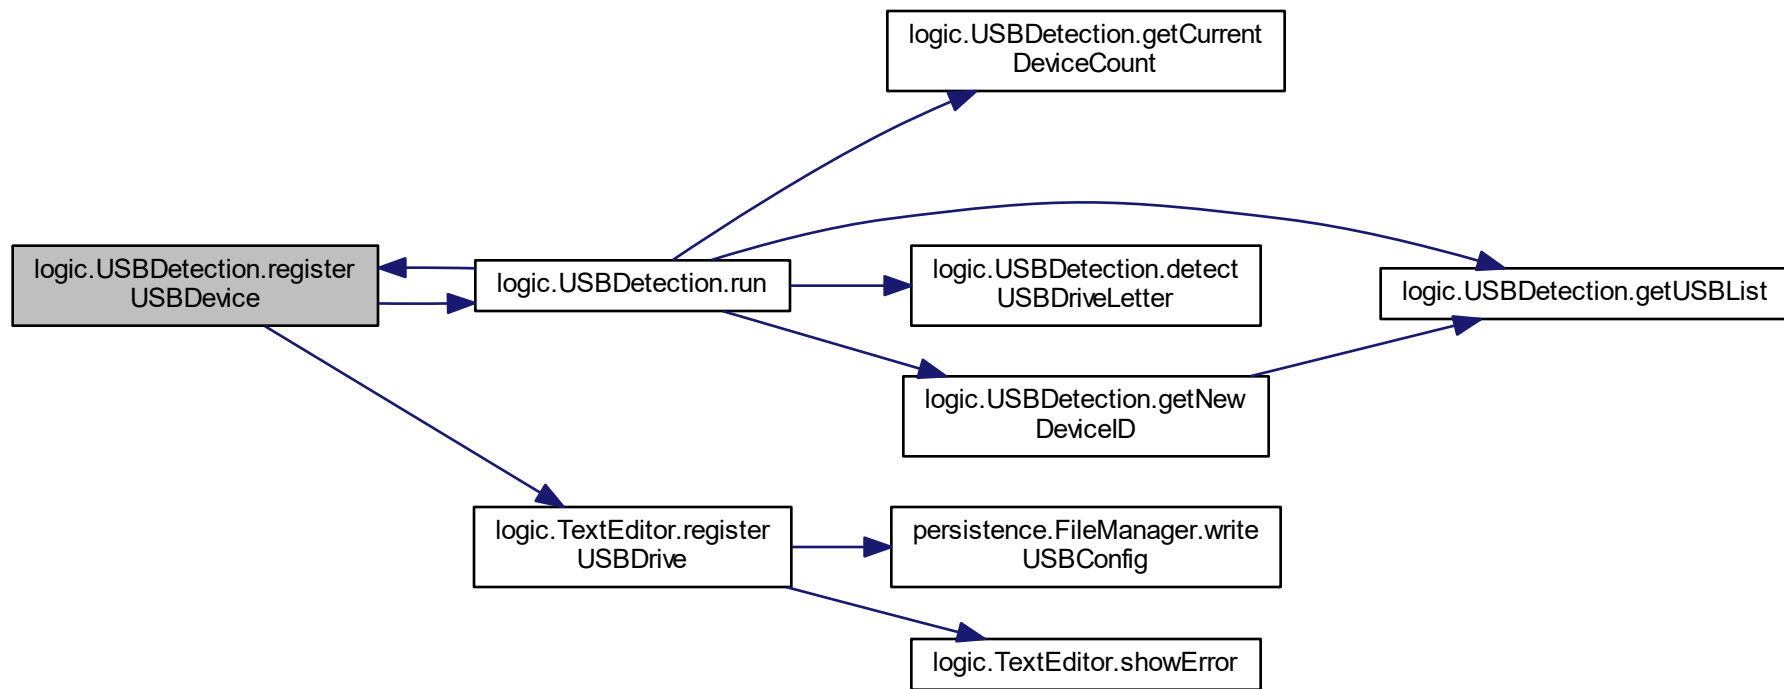 logic.USBDetection.getCurrent
DeviceCount
logic.USBDetection.register
USBDevice
logic.USBDetection.run
logic.USBDetection.detect
USBDriveLetter
logic.USBDetection.getUSBList
logic.USBDetection.getNew
DeviceID
logic.TextEditor.register
USBDrive
persistence.FileManager.write
USBConfig
logic.TextEditor.showError